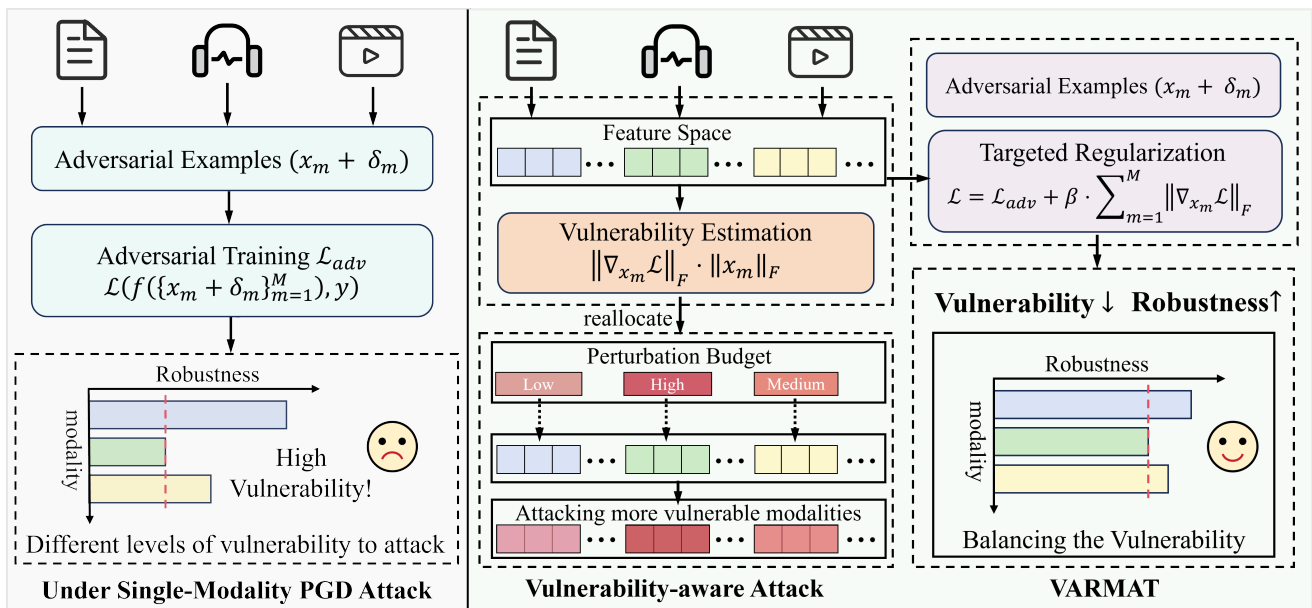 Adversarial Examples (x_m + δ_m)
Adversarial Training ℒ_adv
ℒ(f({x_m + δ_m}_{m=1}^M), y)
Robustness
modality
High
Vulnerability!
Different levels of vulnerability to attack
Under Single-Modality PGD Attack
Feature Space
Vulnerability Estimation
‖∇_{x_m}ℒ‖_F · ‖x_m‖_F
reallocate
Perturbation Budget
Low High Medium
Attacking more vulnerable modalities
Vulnerability-aware Attack
Adversarial Examples (x_m + δ_m)
Targeted Regularization
ℒ = ℒ_adv + β · ∑_{m=1}^M ‖∇_{x_m}ℒ‖_F
Vulnerability↓ Robustness↑
Robustness
modality
Balancing the Vulnerability
VARMAT